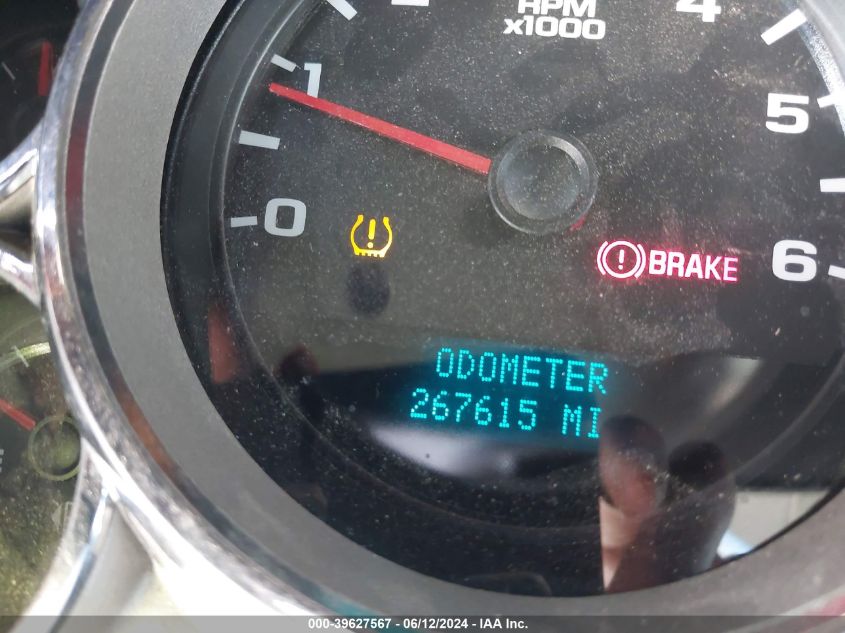 RPM
x1000
4
1
5
0
6
BRAKE
ODOMETER
267615 MI
000-39627567 - 06/12/2024 - IAA Inc.